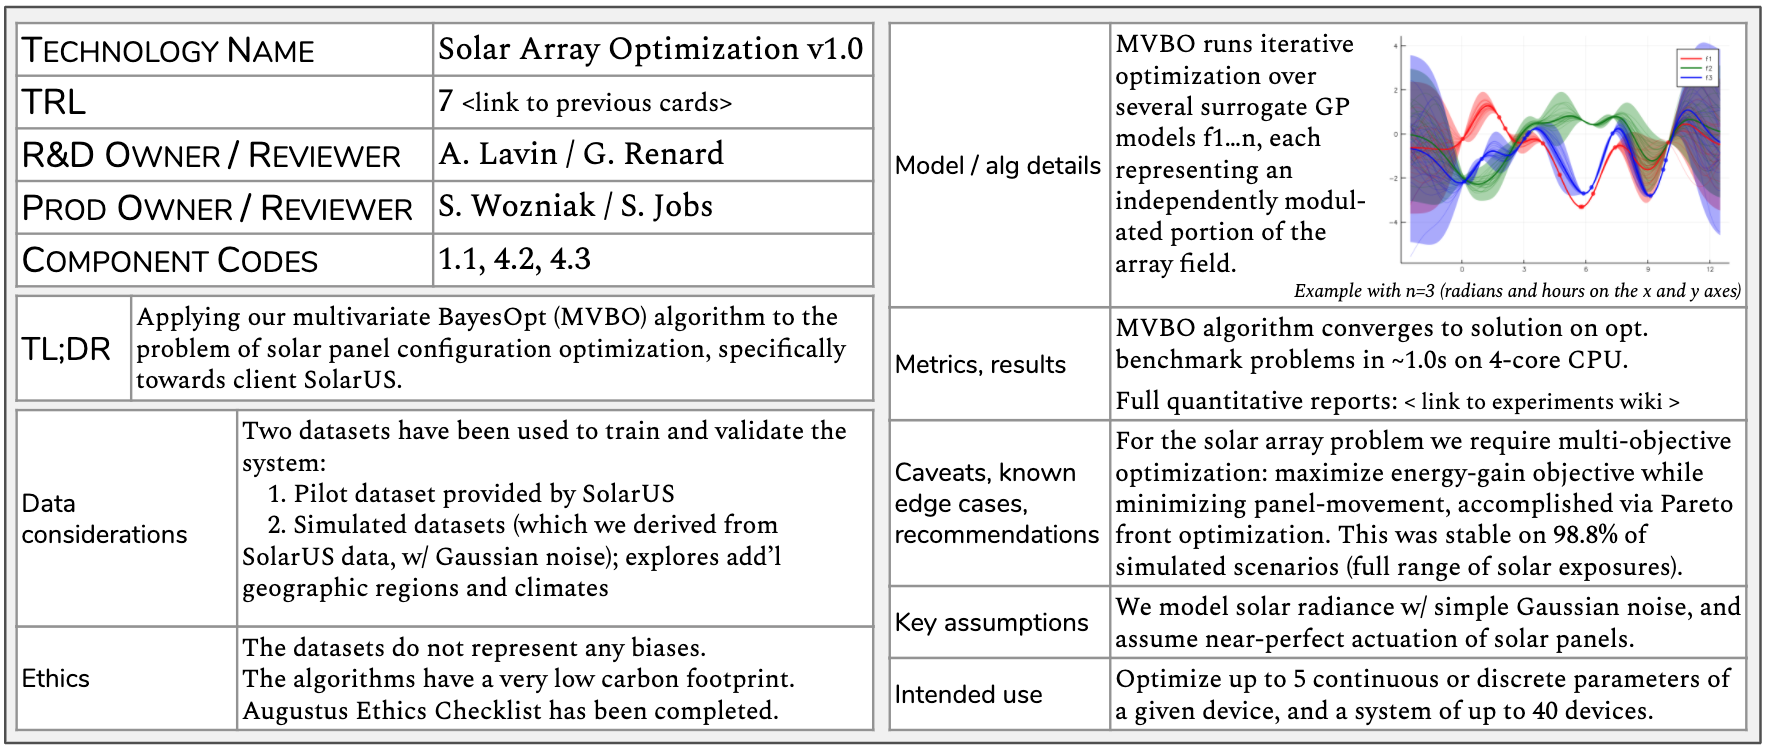 TECHNOLOGY NAME
Solar Array Optimization v1.0
TRL
7 <link to previous cards>
R&D OWNER / REVIEWER
A. Lavin / G. Renard
PROD OWNER / REVIEWER
S. Wozniak / S. Jobs
COMPONENT CODES
1.1, 4.2, 4.3
TL;DR
Applying our multivariate BayesOpt (MVBO) algorithm to the
problem of solar panel configuration optimization, specifically
towards client SolarUS.
Data
considerations
Two datasets have been used to train and validate the
system:
1. Pilot dataset provided by SolarUS
2. Simulated datasets (which we derived from
SolarUS data, w/ Gaussian noise); explores add'l
geographic regions and climates
Ethics
The datasets do not represent any biases.
The algorithms have a very low carbon footprint.
Augustus Ethics Checklist has been completed.
Model / alg details
MVBO runs iterative
optimization over
several surrogate GP
models f1...n, each
representing an
independently modul-
ated portion of the
array field.
4
2
0
-2
-4
0
3
6
9
12
f1
f2
f3
Example with n=3 (radians and hours on the x and y axes)
Metrics, results
MVBO algorithm converges to solution on opt.
benchmark problems in ~1.0s on 4-core CPU.
Full quantitative reports: < link to experiments wiki >
Caveats, known
edge cases,
recommendations
For the solar array problem we require multi-objective
optimization: maximize energy-gain objective while
minimizing panel-movement, accomplished via Pareto
front optimization. This was stable on 98.8% of
simulated scenarios (full range of solar exposures).
Key assumptions
We model solar radiance w/ simple Gaussian noise, and
assume near-perfect actuation of solar panels.
Intended use
Optimize up to 5 continuous or discrete parameters of
a given device, and a system of up to 40 devices.